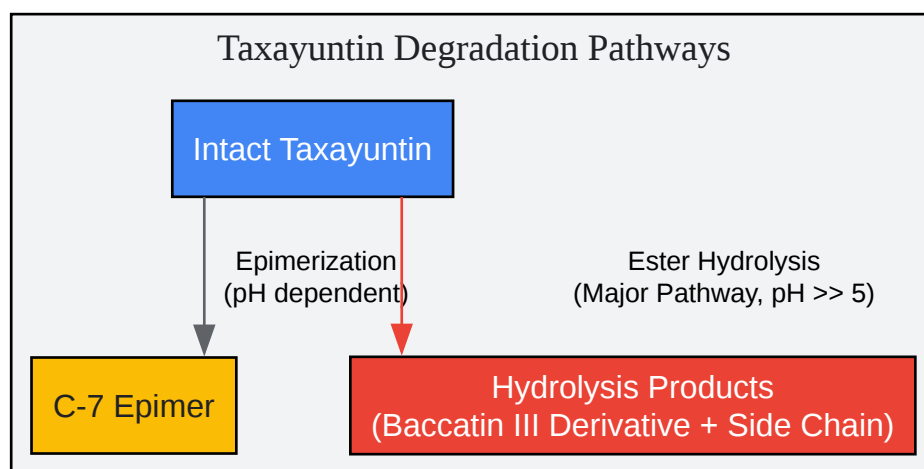 Taxayuntin Degradation Pathways
Intact Taxayuntin
Epimerization
(pH dependent)
Ester Hydrolysis
(Major Pathway, pH >> 5)
C-7 Epimer
Hydrolysis Products
(Baccatin III Derivative + Side Chain)